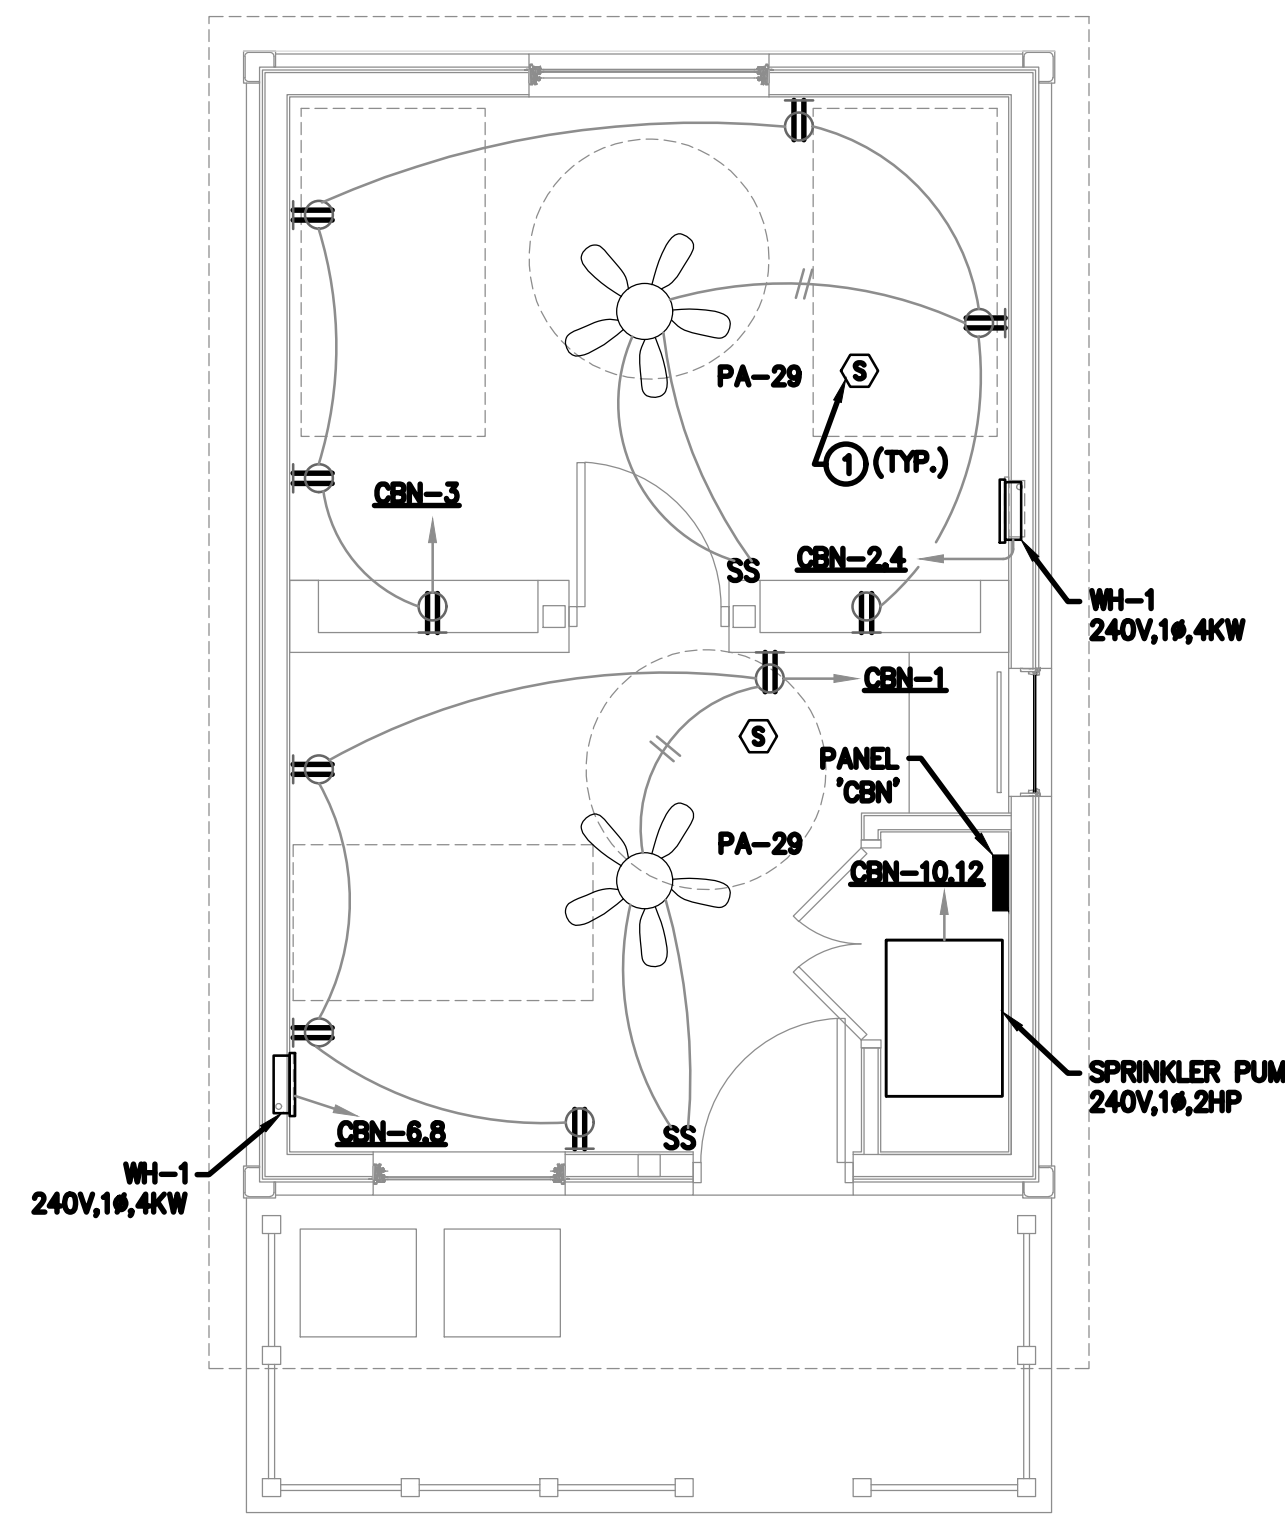 PA-29
S
1 (TYP.)
CBN-3
SS
CBN-2,4
WH-1
240V,1ø,4KW
CBN-1
S
PANEL
'CBN'
PA-29
CBN-10,12
SPRINKLER PUM
240V,1ø,2HP
CBN-6,8
SS
WH-1
240V,1ø,4KW